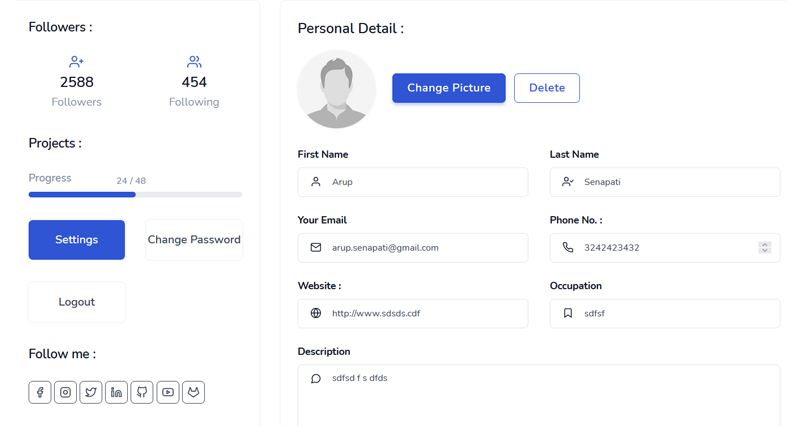 Followers :
2588
Followers
454
Following
Projects :
Progress
24 / 48
Settings
Change Password
Logout
Follow me :
Personal Detail :
Change Picture
Delete
First Name
Arup
Last Name
Senapati
Your Email
arup.senapati@gmail.com
Phone No. :
3242423432
Website :
http://www.sdsds.cdf
Occupation
sdfsf
Description
sdfsd f s dfds